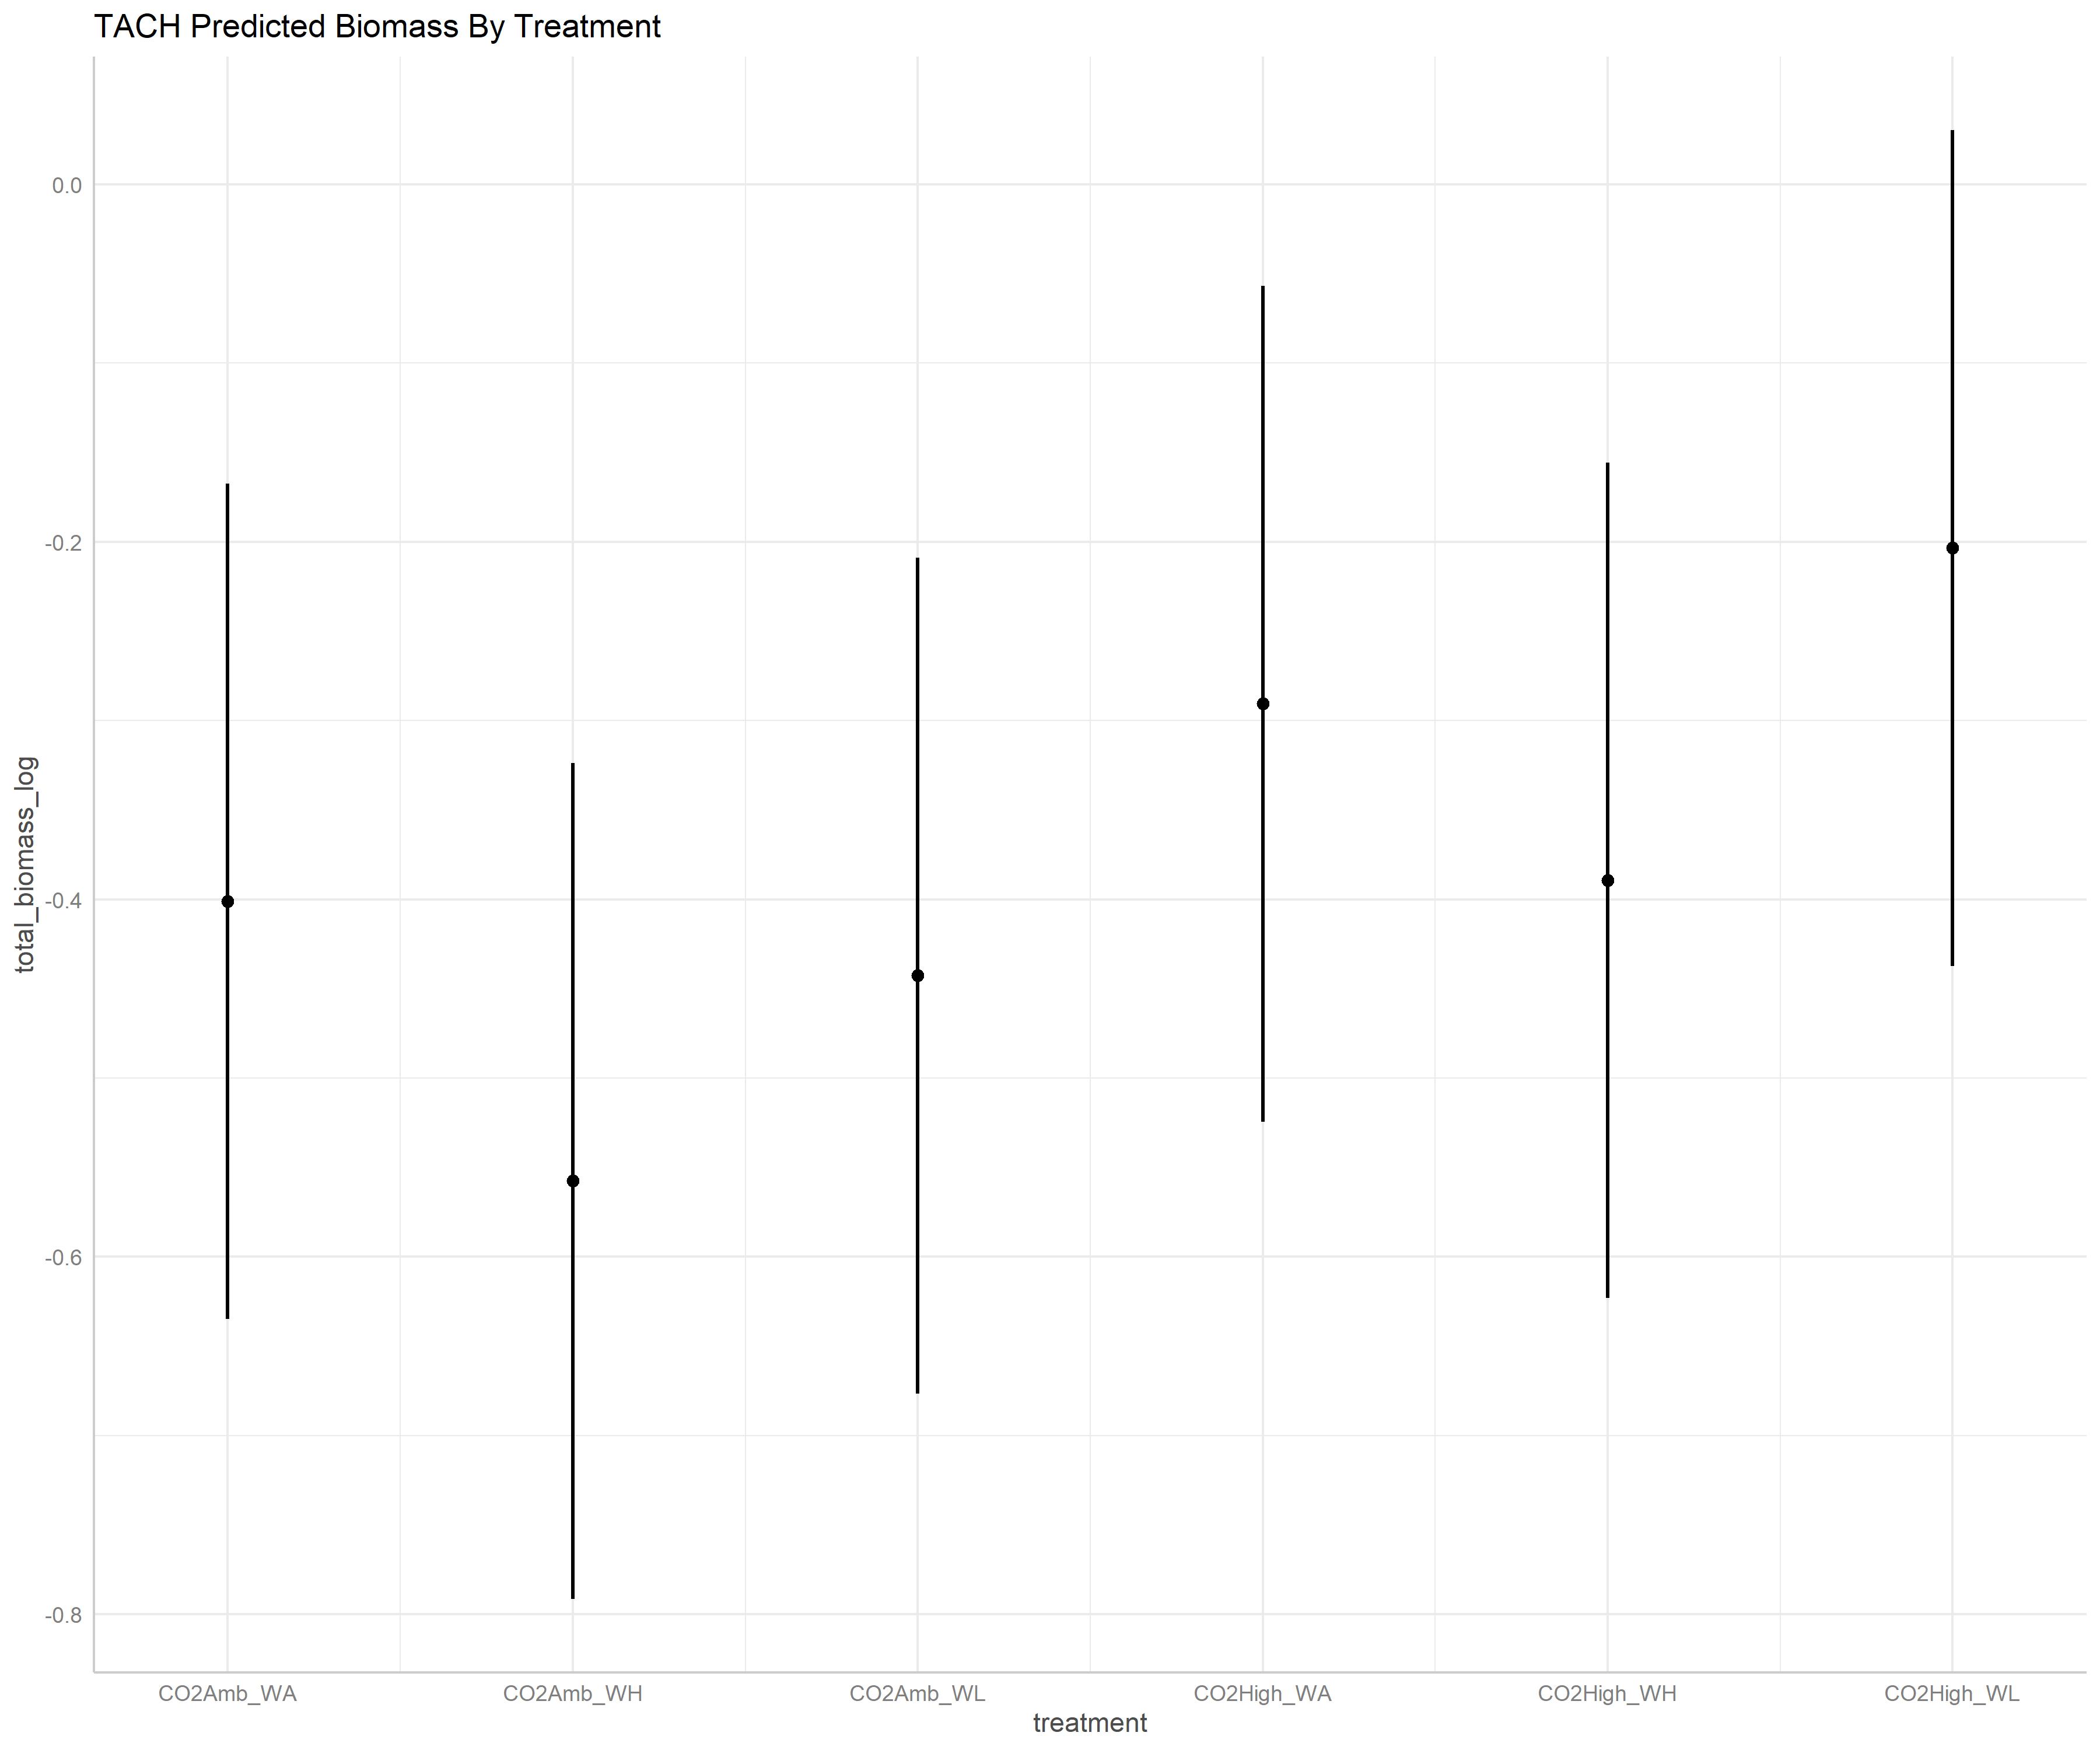 TACH Predicted Biomass By Treatment
0.0
-0.2
-0.4
-0.6
-0.8
total_biomass_log
CO2Amb_WA CO2Amb_WH CO2Amb_WL CO2High_WA CO2High_WH CO2High_WL
treatment